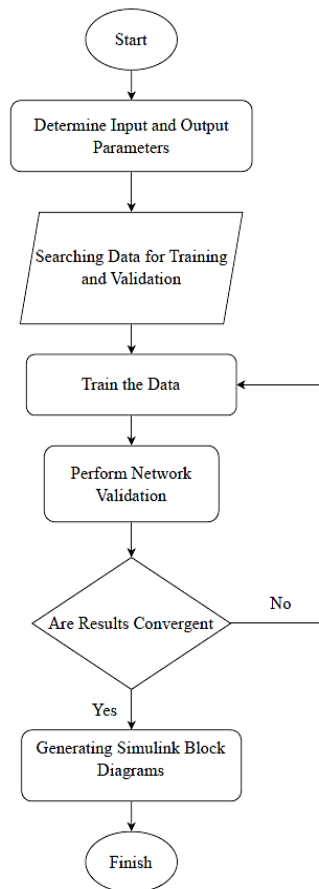 Start
Determine Input and Output
Parameters
Searching Data for Training
and Validation
Train the Data
Perform Network
Validation
Are Results Convergent
No
Yes
Generating Simulink Block
Diagrams
Finish